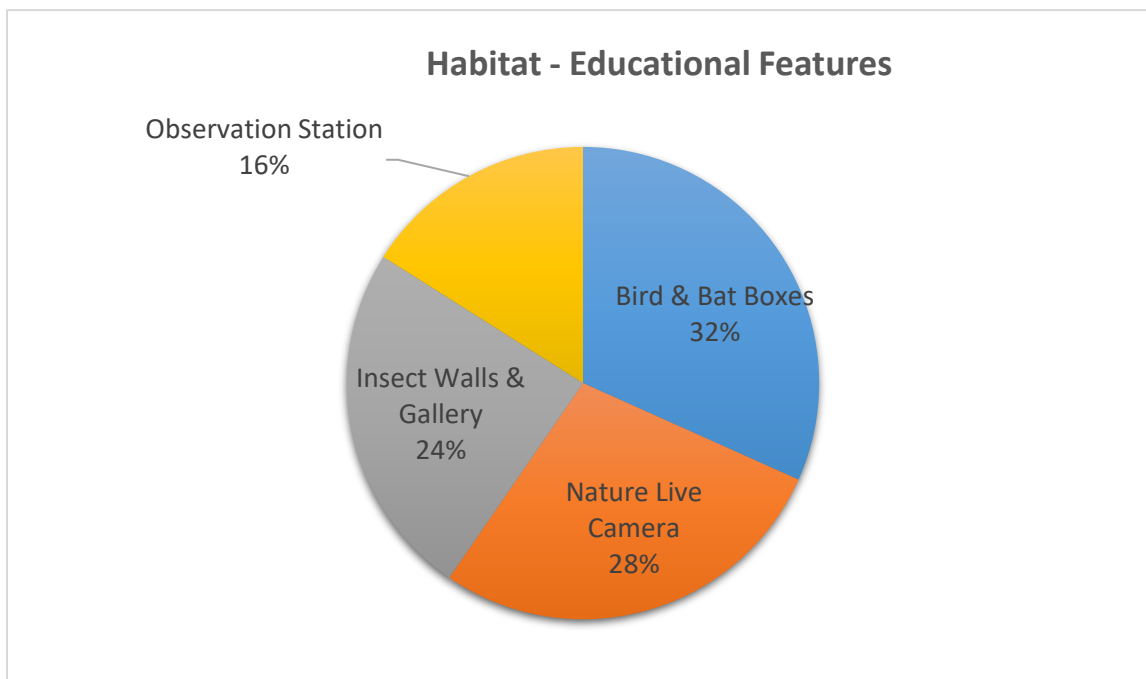 Habitat - Educational Features
Observation Station
16%
Bird & Bat Boxes
32%
Insect Walls &
Gallery
24%
Nature Live
Camera
28%